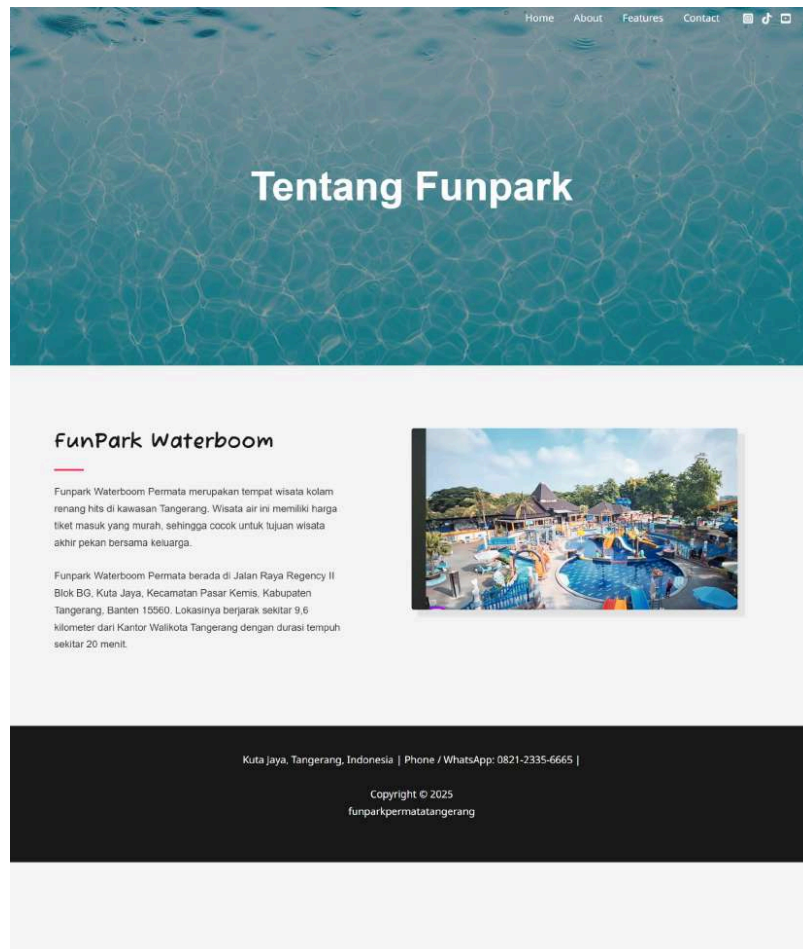 Home About Features Contact
Tentang Funpark
FunPark Waterboom
Funpark Waterboom Permata merupakan tempat wisata kolam
renang hits di kawasan Tangerang. Wisata air ini memiliki harga
tiket masuk yang murah, sehingga cocok untuk tujuan wisata
akhir pekan bersama keluarga.
Funpark Waterboom Permata berada di Jalan Raya Regency II
Blok BG, Kuta Jaya, Kecamatan Pasar Kemis, Kabupaten
Tangerang, Banten 15560. Lokasinya berjarak sekitar 9,6
kilometer dari Kantor Walikota Tangerang dengan durasi tempuh
sekitar 20 menit.
Kuta Jaya, Tangerang, Indonesia | Phone / WhatsApp: 0821-2335-6665 |
Copyright © 2025
funparkpermatatangerang